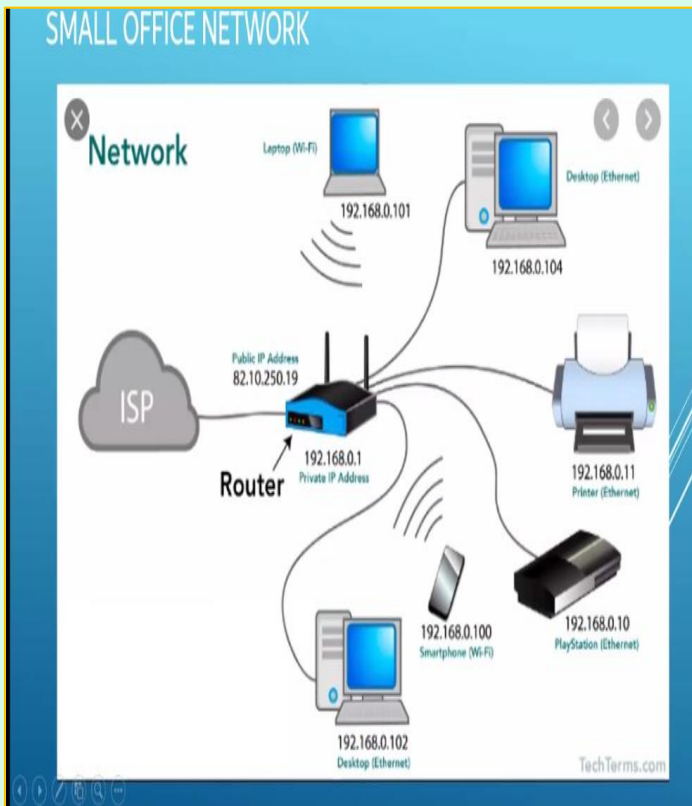 SMALL OFFICE NETWORK
Network
Laptop (Wi-Fi)
192.168.0.101
Desktop (Ethernet)
192.168.0.104
Public IP Address
82.10.250.19
ISP
Router
192.168.0.1
Private IP Address
192.168.0.11
Printer (Ethernet)
192.168.0.100
Smartphone (Wi-Fi)
192.168.0.10
PlayStation (Ethernet)
192.168.0.102
Desktop (Ethernet)
TechTerms.com